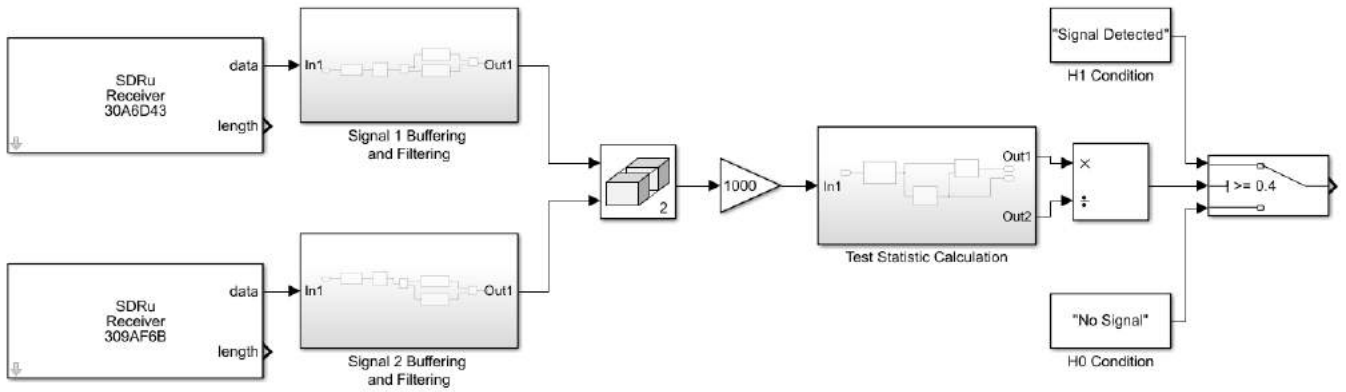 SDRu
Receiver
30A6D43
data
length
In1
Out1
Signal 1 Buffering
and Filtering
SDRu
Receiver
309AF6B
data
length
In1
Out1
Signal 2 Buffering
and Filtering
2
1000
In1
Out1
Out2
Test Statistic Calculation
×
÷
"Signal Detected"
H1 Condition
>= 0.4
"No Signal"
H0 Condition